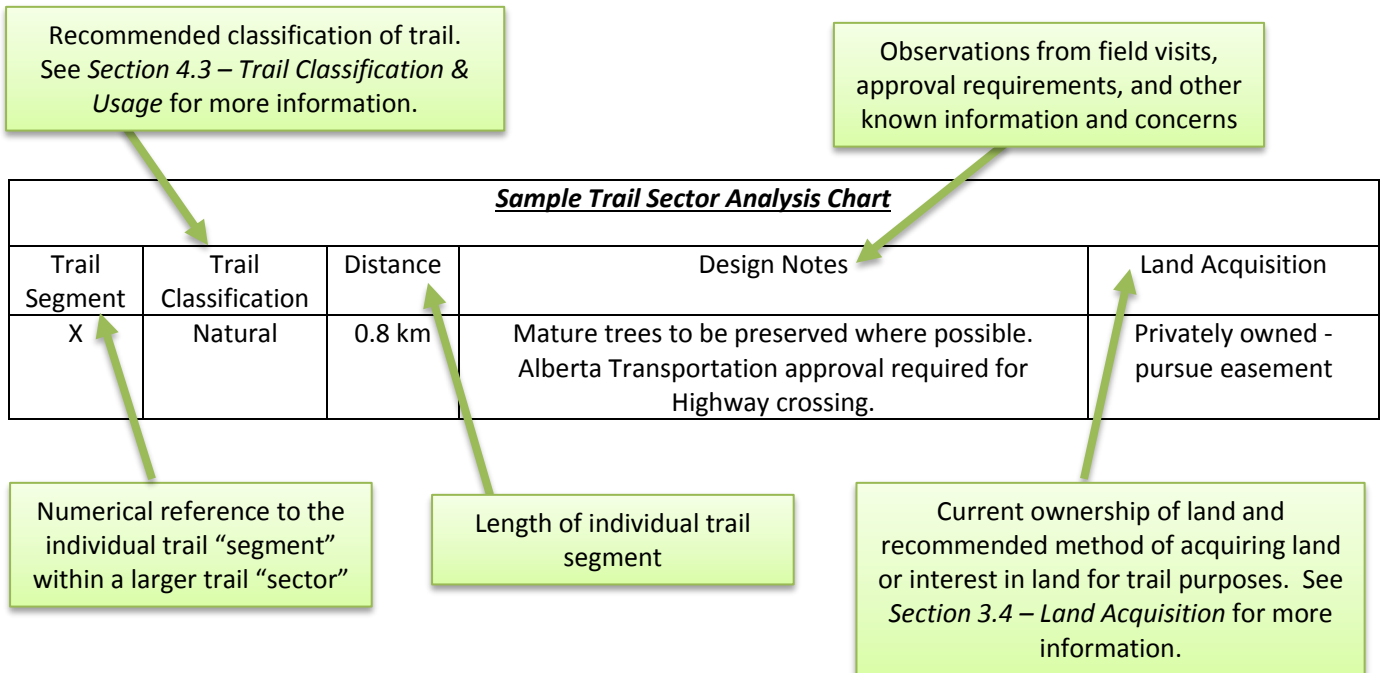 Recommended classification of trail.
See Section 4.3 – Trail Classification &
Usage for more information.
Observations from field visits,
approval requirements, and other
known information and concerns
Sample Trail Sector Analysis Chart
Trail
Segment
Trail
Classification
Distance
Design Notes
Land Acquisition
X
Natural
0.8 km
Mature trees to be preserved where possible.
Alberta Transportation approval required for
Highway crossing.
Privately owned -
pursue easement
Numerical reference to the
individual trail “segment”
within a larger trail “sector”
Length of individual trail
segment
Current ownership of land and
recommended method of acquiring land
or interest in land for trail purposes.  See
Section 3.4 – Land Acquisition for more
information.